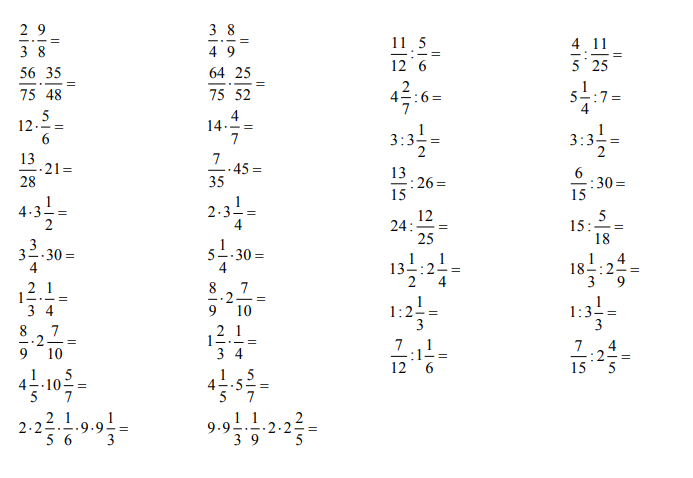 2/3 · 9/8 =
56/75 · 35/48 =
12 · 5/6 =
13/28 · 21 =
4 · 3 1/2 =
3 3/4 · 30 =
1 2/3 · 1/4 =
8/9 · 2 7/10 =
4 1/5 · 10 5/7 =
2 · 2 2/5 · 1/6 · 9 · 9 1/3 =
3/4 · 8/9 =
64/75 · 25/52 =
14 · 4/7 =
7/35 · 45 =
2 · 3 1/4 =
5 1/4 · 30 =
8/9 · 2 7/10 =
1 2/3 · 1/4 =
4 1/5 · 5 5/7 =
9 · 9 1/3 · 1/9 · 2 · 2 2/5 =
11/12 : 5/6 =
4 2/7 : 6 =
3 : 3 1/2 =
13/15 : 26 =
24 : 12/25 =
13 1/2 : 2 1/4 =
1 : 2 1/3 =
7/12 : 1 1/6 =
4/5 : 11/25 =
5 1/4 : 7 =
3 : 3 1/2 =
6/15 : 30 =
15 : 5/18 =
18 1/3 : 2 4/9 =
1 : 3 1/3 =
7/15 : 2 4/5 =